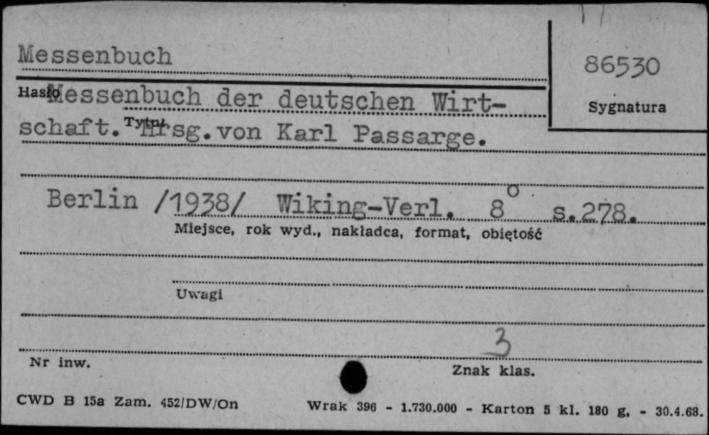 Messenbuch
86530
Hasło
Messenbuch der deutschen Wirt-
Sygnatura
Tytuł
schaft. Hrsg.von Karl Passarge.
Berlin /1938/ Wiking-Verl. 8° s.278.
Miejsce, rok wyd., nakładca, format, objętość
Uwagi
3
Nr inw.
Znak klas.
CWD B 15a Zam. 452/DW/On
Wrak 396 - 1.730.000 - Karton 5 kl. 180 g, - 30.4.68.